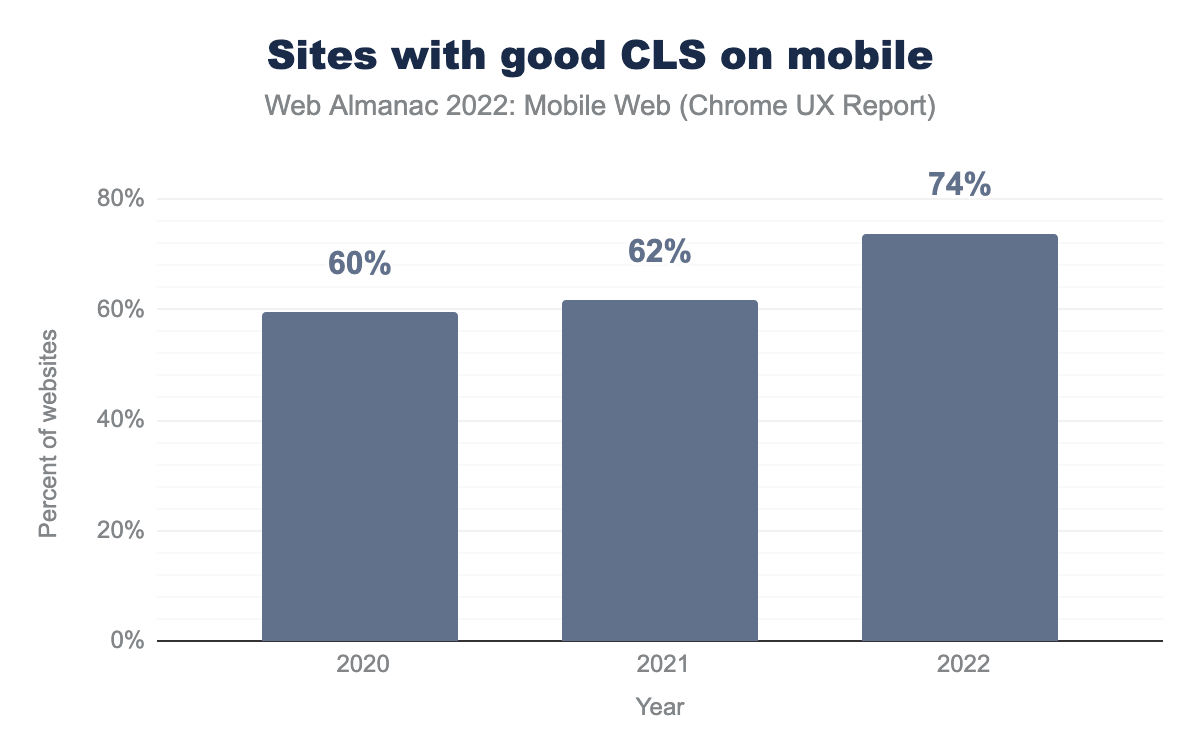 Sites with good CLS on mobile
Web Almanac 2022: Mobile Web (Chrome UX Report)
Percent of websites
80%
60%
40%
20%
0%
60%
62%
74%
2020
2021
2022
Year